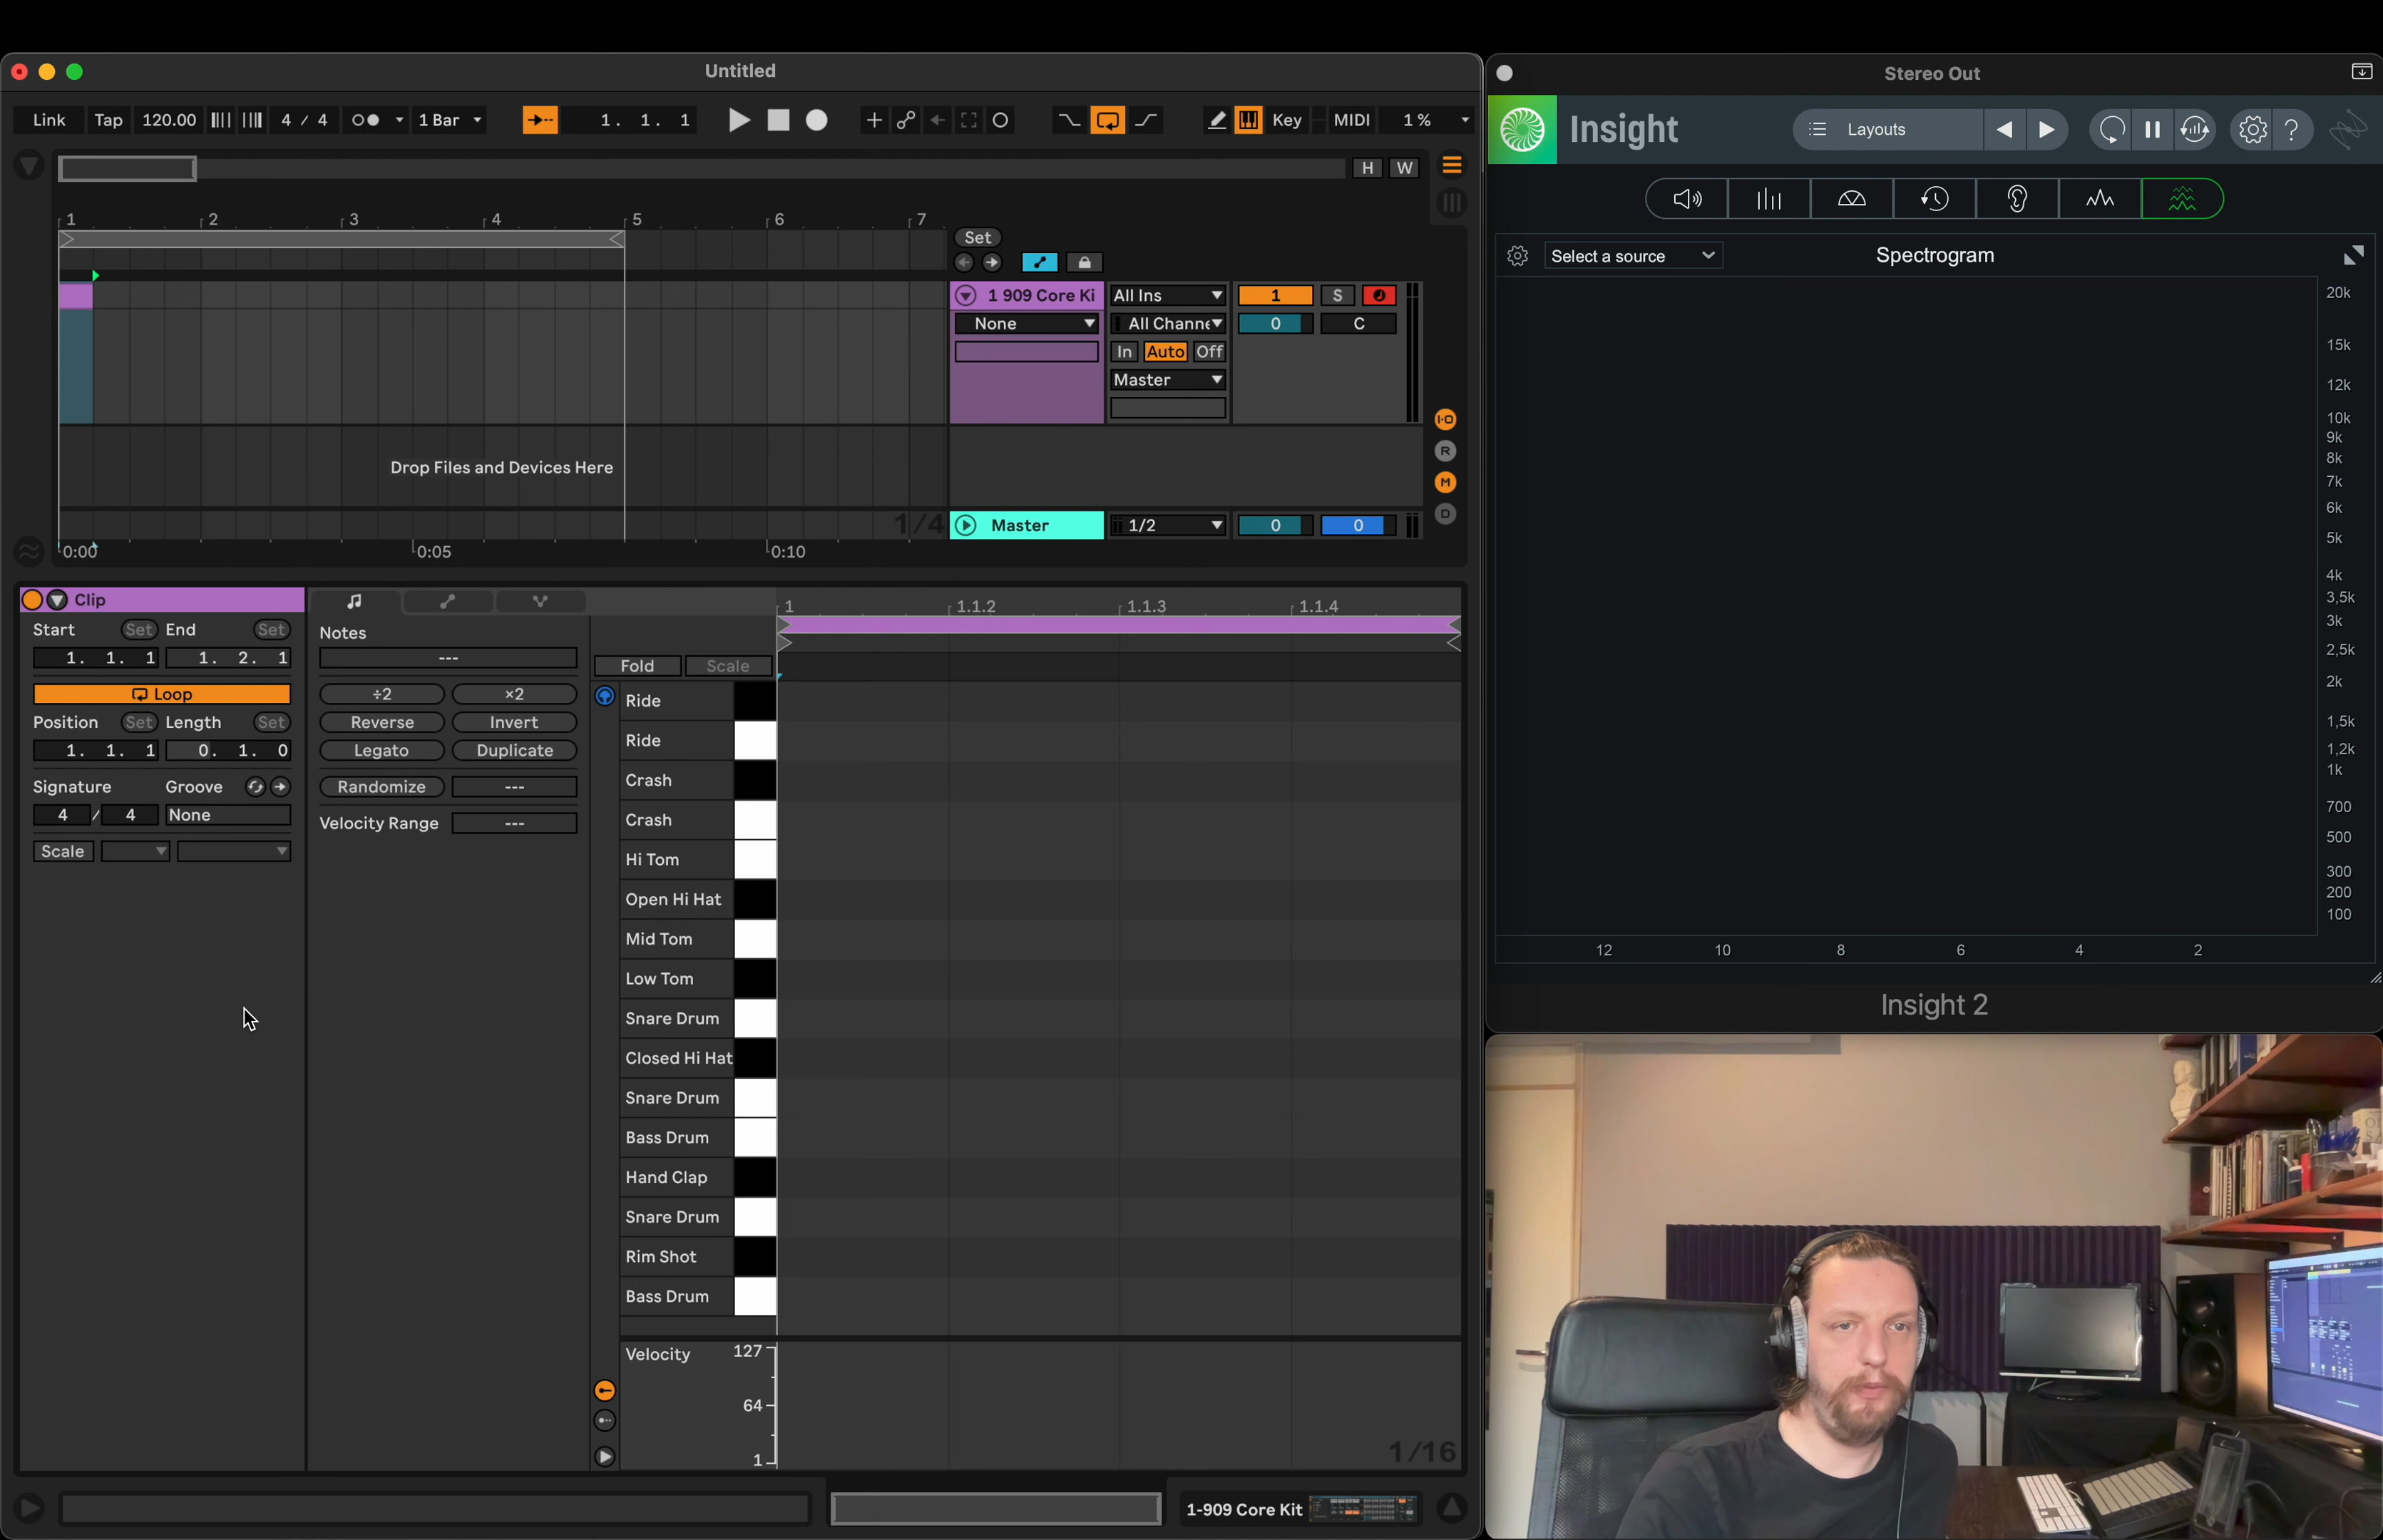 Untitled
Link Tap 120.00 4 / 4 1 Bar 1. 1. 1 Key MIDI 1 %
H W
1 2 3 4 5 6 7
Set
1 909 Core Ki All Ins 1 S
None All Channe 0 C
In Auto Off
Master
Drop Files and Devices Here
I·O
R
M
D
1/4 Master 1/2 0 0
0:00 0:05 0:10
Clip
Start Set End Set
1. 1. 1 1. 2. 1
Loop
Position Set Length Set
1. 1. 1 0. 1. 0
Signature Groove
4 / 4 None
Scale
Notes
---
÷2 ×2
Reverse Invert
Legato Duplicate
Randomize ---
Velocity Range ---
1 1.1.2 1.1.3 1.1.4
Fold Scale
Ride
Ride
Crash
Crash
Hi Tom
Open Hi Hat
Mid Tom
Low Tom
Snare Drum
Closed Hi Hat
Snare Drum
Bass Drum
Hand Clap
Snare Drum
Rim Shot
Bass Drum
Velocity 127
64
1
1/16
1-909 Core Kit
Stereo Out
Insight Layouts ?
Select a source Spectrogram
20k
15k
12k
10k
9k
8k
7k
6k
5k
4k
3,5k
3k
2,5k
2k
1,5k
1,2k
1k
700
500
300
200
100
12 10 8 6 4 2
Insight 2